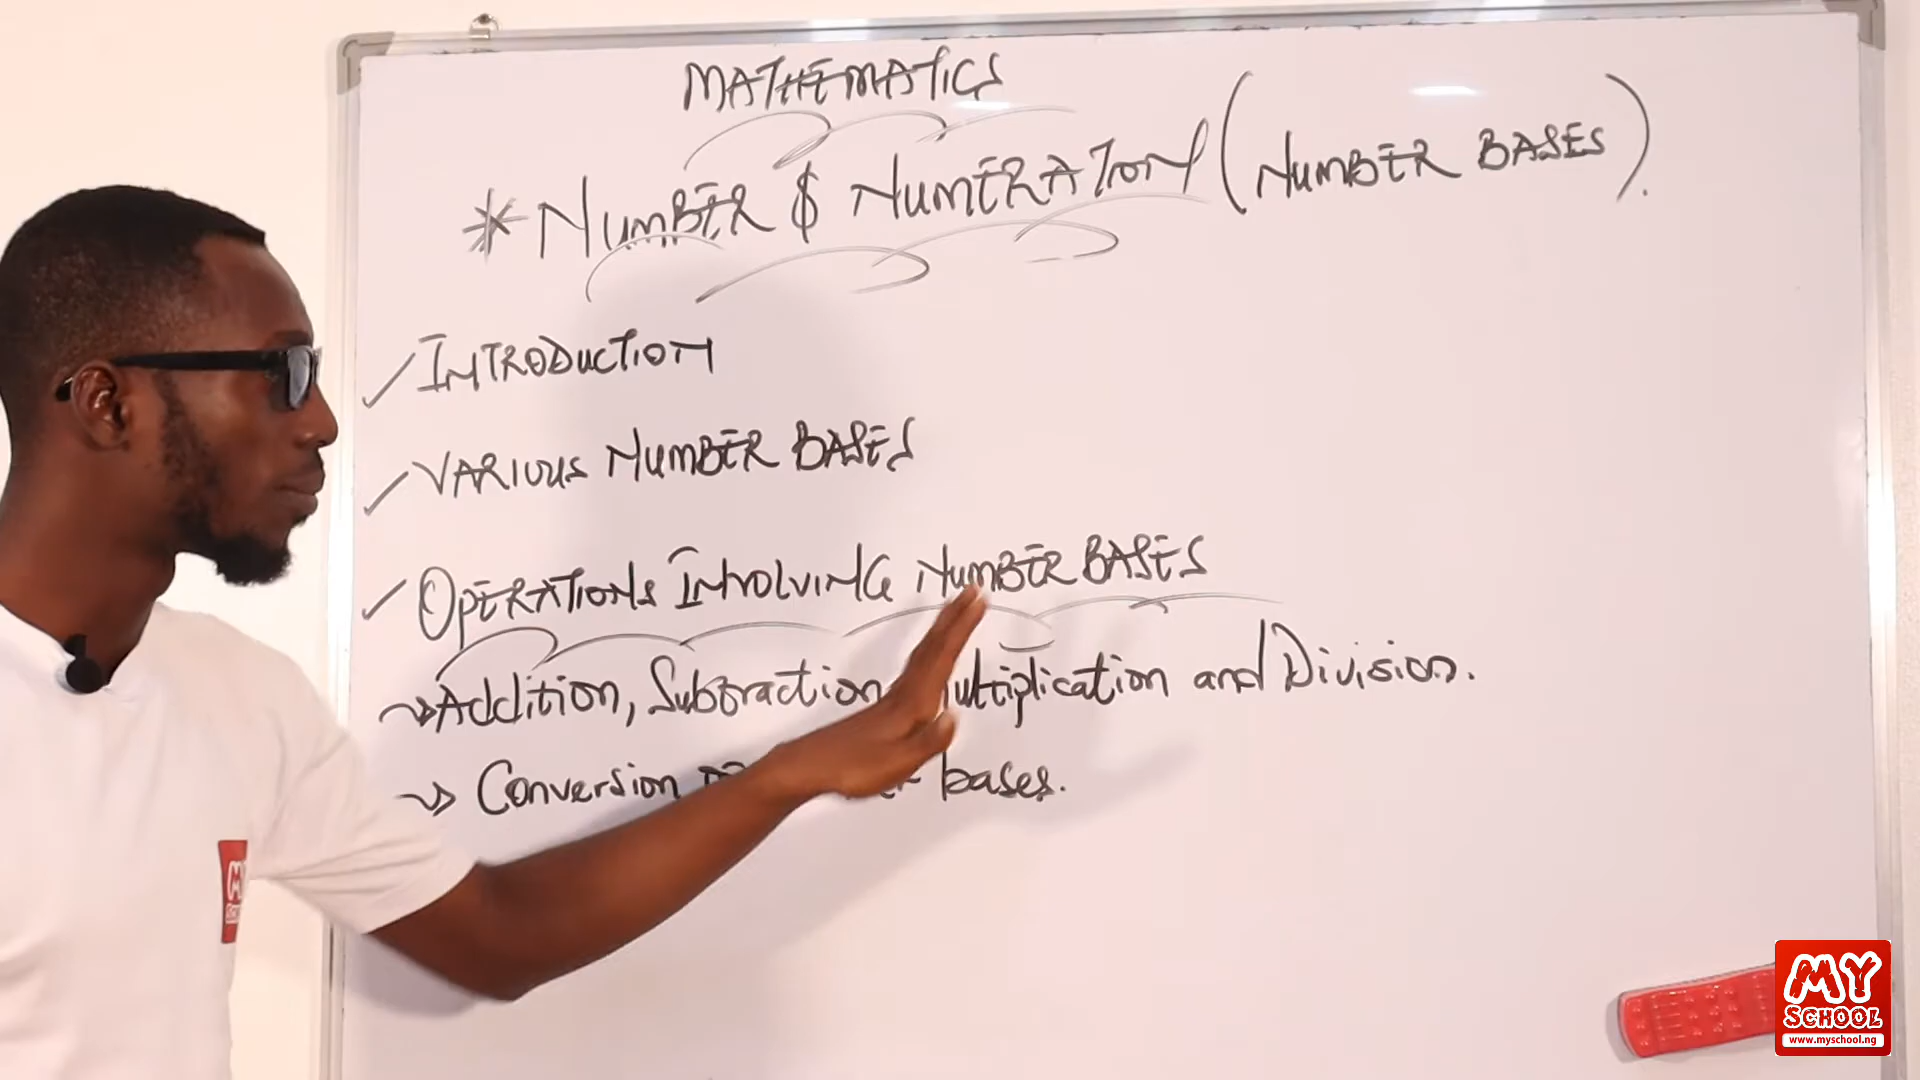 MATHEMATICS
* NUMBER & NUMERATION (NUMBER BASES).
✓ INTRODUCTION
✓ VARIOUS NUMBER BASES
✓ OPERATIONS INVOLVING NUMBER BASES
→ Addition, Subtraction and Division.
→ Conversion bases.
MY
SCHOOL
www.myschool.ng